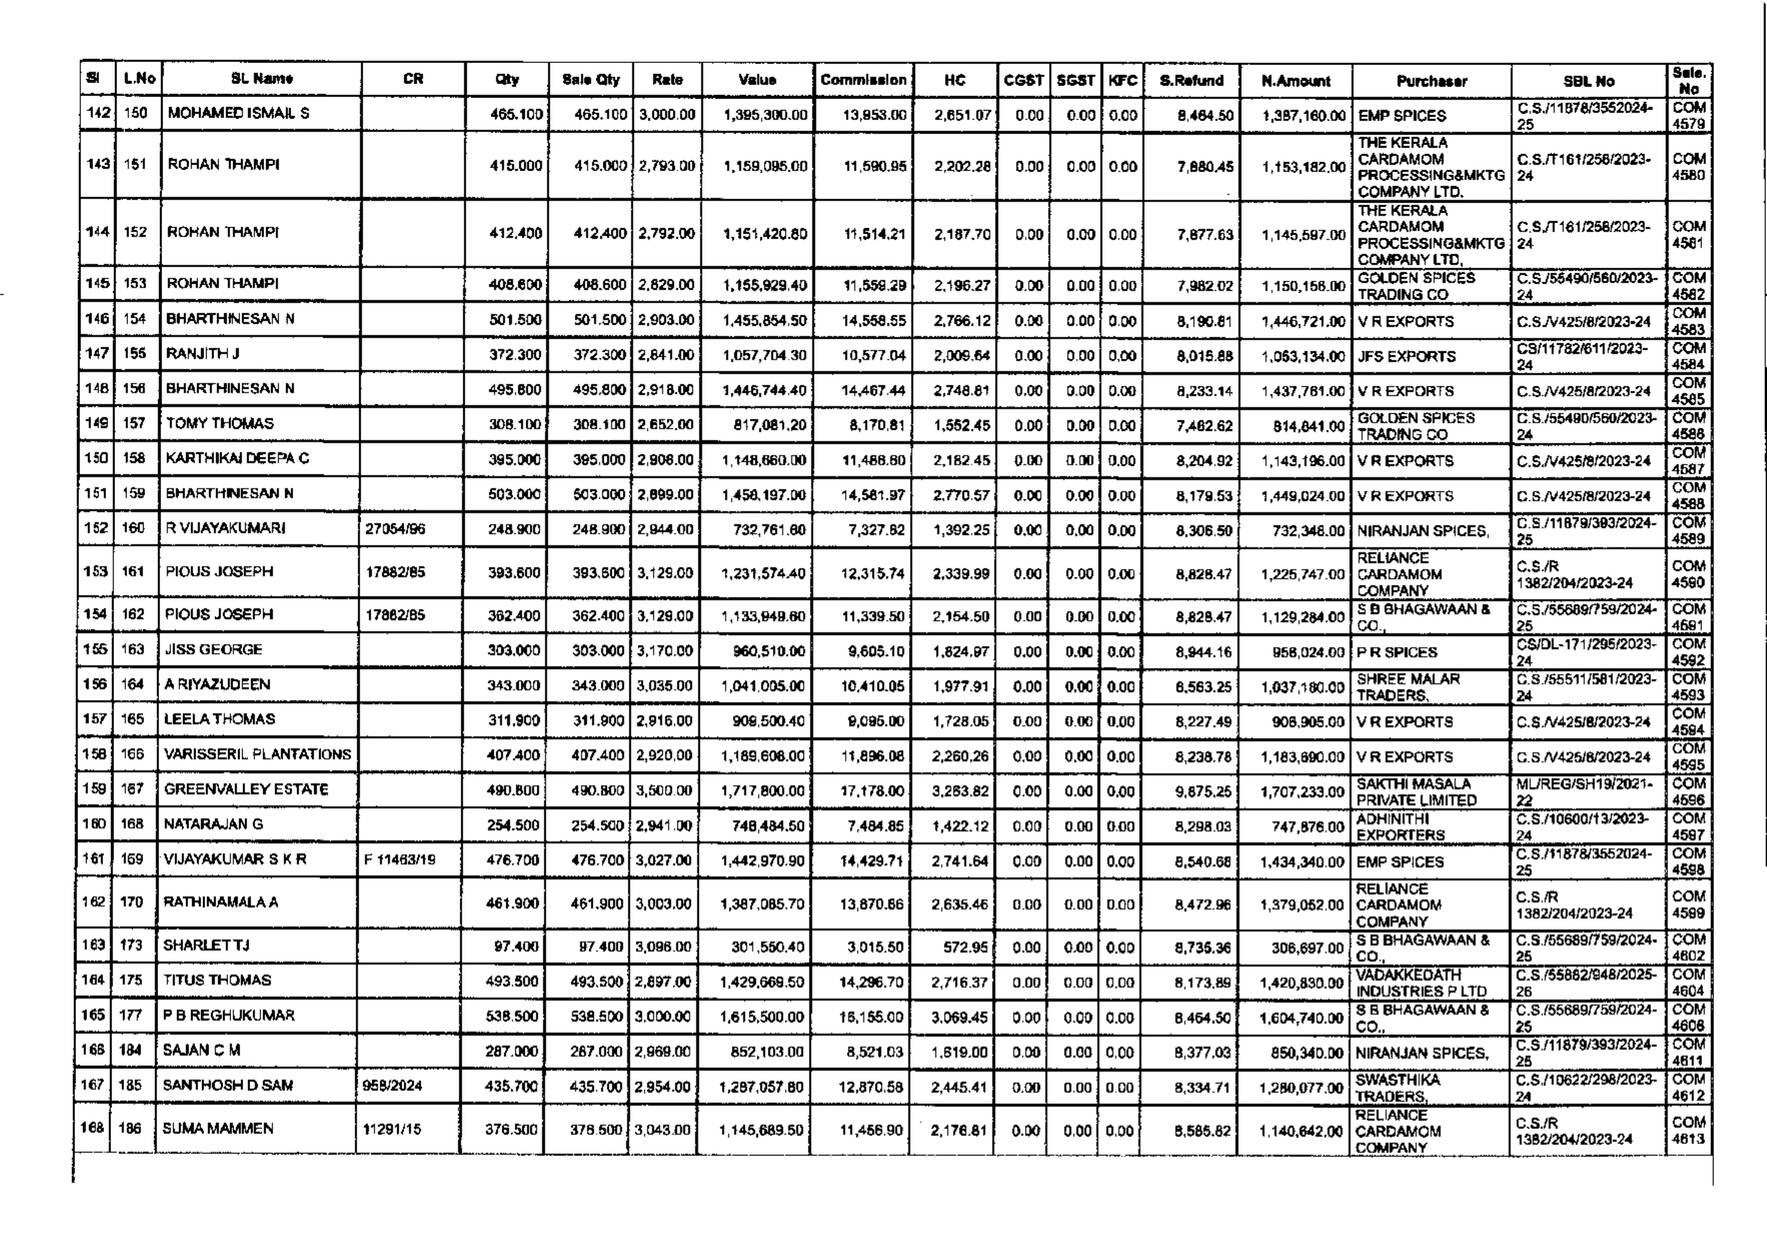 Sl L.No SL Name CR Qty Sale Qty Rate Value Commission HC CGST SGST KFC S.Refund N.Amount Purchaser SBL No Sale. No
142 150 MOHAMED ISMAIL S 465.100 465.100 3,000.00 1,395,300.00 13,953.00 2,651.07 0.00 0.00 0.00 8,464.50 1,387,160.00 EMP SPICES C.S./11878/3552024-25 COM 4579
143 151 ROHAN THAMPI 415.000 415.000 2,793.00 1,159,095.00 11,590.95 2,202.28 0.00 0.00 0.00 7,880.45 1,153,182.00 THE KERALA CARDAMOM PROCESSING&MKTG COMPANY LTD. C.S./T161/256/2023-24 COM 4580
144 152 ROHAN THAMPI 412.400 412.400 2,792.00 1,151,420.80 11,514.21 2,187.70 0.00 0.00 0.00 7,877.63 1,145,597.00 THE KERALA CARDAMOM PROCESSING&MKTG COMPANY LTD, C.S./T161/256/2023-24 COM 4581
145 153 ROHAN THAMPI 408.600 408.600 2,829.00 1,155,929.40 11,559.29 2,196.27 0.00 0.00 0.00 7,982.02 1,150,156.00 GOLDEN SPICES TRADING CO C.S./55490/560/2023-24 COM 4582
146 154 BHARTHINESAN N 501.500 501.500 2,903.00 1,455,854.50 14,558.55 2,766.12 0.00 0.00 0.00 8,190.81 1,446,721.00 V R EXPORTS C.S./V425/8/2023-24 COM 4583
147 155 RANJITH J 372.300 372.300 2,841.00 1,057,704.30 10,577.04 2,009.64 0.00 0.00 0.00 8,015.88 1,053,134.00 JFS EXPORTS CS/11782/611/2023-24 COM 4584
148 156 BHARTHINESAN N 495.800 495.800 2,918.00 1,446,744.40 14,467.44 2,748.81 0.00 0.00 0.00 8,233.14 1,437,761.00 V R EXPORTS C.S./V425/8/2023-24 COM 4585
149 157 TOMY THOMAS 308.100 308.100 2,652.00 817,081.20 8,170.81 1,552.45 0.00 0.00 0.00 7,482.62 814,841.00 GOLDEN SPICES TRADING CO C.S./55490/560/2023-24 COM 4586
150 158 KARTHIKAI DEEPA C 395.000 395.000 2,908.00 1,148,660.00 11,486.60 2,182.45 0.00 0.00 0.00 8,204.92 1,143,196.00 V R EXPORTS C.S./V425/8/2023-24 COM 4587
151 159 BHARTHINESAN N 503.000 503.000 2,899.00 1,458,197.00 14,581.97 2,770.57 0.00 0.00 0.00 8,179.53 1,449,024.00 V R EXPORTS C.S./V425/8/2023-24 COM 4588
152 160 R VIJAYAKUMARI 27054/96 248.900 248.900 2,944.00 732,761.60 7,327.62 1,392.25 0.00 0.00 0.00 8,306.50 732,348.00 NIRANJAN SPICES, C.S./11879/393/2024-25 COM 4589
153 161 PIOUS JOSEPH 17882/85 393.600 393.600 3,129.00 1,231,574.40 12,315.74 2,339.99 0.00 0.00 0.00 8,828.47 1,225,747.00 RELIANCE CARDAMOM COMPANY C.S./R 1382/204/2023-24 COM 4590
154 162 PIOUS JOSEPH 17882/85 362.400 362.400 3,129.00 1,133,949.60 11,339.50 2,154.50 0.00 0.00 0.00 8,828.47 1,129,284.00 S B BHAGAWAAN & CO., C.S./55689/759/2024-25 COM 4591
155 163 JISS GEORGE 303.000 303.000 3,170.00 960,510.00 9,605.10 1,824.97 0.00 0.00 0.00 8,944.16 958,024.00 P R SPICES CS/DL-171/295/2023-24 COM 4592
156 164 A RIYAZUDEEN 343.000 343.000 3,035.00 1,041,005.00 10,410.05 1,977.91 0.00 0.00 0.00 8,563.25 1,037,180.00 SHREE MALAR TRADERS, C.S./55511/581/2023-24 COM 4593
157 165 LEELA THOMAS 311.900 311.900 2,916.00 909,500.40 9,095.00 1,728.05 0.00 0.00 0.00 8,227.49 906,905.00 V R EXPORTS C.S./V425/8/2023-24 COM 4594
158 166 VARISSERIL PLANTATIONS 407.400 407.400 2,920.00 1,189,608.00 11,896.08 2,260.26 0.00 0.00 0.00 8,238.78 1,183,690.00 V R EXPORTS C.S./V425/8/2023-24 COM 4595
159 167 GREENVALLEY ESTATE 490.800 490.800 3,500.00 1,717,800.00 17,178.00 3,263.82 0.00 0.00 0.00 9,875.25 1,707,233.00 SAKTHI MASALA PRIVATE LIMITED ML/REG/SH19/2021-22 COM 4596
160 168 NATARAJAN G 254.500 254.500 2,941.00 748,484.50 7,484.85 1,422.12 0.00 0.00 0.00 8,298.03 747,876.00 ADHINITHI EXPORTERS C.S./10600/13/2023-24 COM 4597
161 169 VIJAYAKUMAR S K R F 11463/19 476.700 476.700 3,027.00 1,442,970.90 14,429.71 2,741.64 0.00 0.00 0.00 8,540.68 1,434,340.00 EMP SPICES C.S./11878/3552024-25 COM 4598
162 170 RATHINAMALA A 461.900 461.900 3,003.00 1,387,085.70 13,870.86 2,635.46 0.00 0.00 0.00 8,472.96 1,379,052.00 RELIANCE CARDAMOM COMPANY C.S./R 1382/204/2023-24 COM 4599
163 173 SHARLET TJ 97.400 97.400 3,096.00 301,550.40 3,015.50 572.95 0.00 0.00 0.00 8,735.36 306,697.00 S B BHAGAWAAN & CO., C.S./55689/759/2024-25 COM 4602
164 175 TITUS THOMAS 493.500 493.500 2,897.00 1,429,669.50 14,296.70 2,716.37 0.00 0.00 0.00 8,173.89 1,420,830.00 VADAKKEDATH INDUSTRIES P LTD C.S./55862/948/2025-26 COM 4604
165 177 P B REGHUKUMAR 538.500 538.500 3,000.00 1,615,500.00 16,155.00 3,069.45 0.00 0.00 0.00 8,464.50 1,604,740.00 S B BHAGAWAAN & CO., C.S./55689/759/2024-25 COM 4606
166 184 SAJAN C M 287.000 287.000 2,969.00 852,103.00 8,521.03 1,619.00 0.00 0.00 0.00 8,377.03 850,340.00 NIRANJAN SPICES, C.S./11879/393/2024-25 COM 4611
167 185 SANTHOSH D SAM 958/2024 435.700 435.700 2,954.00 1,287,057.80 12,870.58 2,445.41 0.00 0.00 0.00 8,334.71 1,280,077.00 SWASTHIKA TRADERS, C.S./10622/298/2023-24 COM 4612
168 186 SUMA MAMMEN 11291/15 376.500 376.500 3,043.00 1,145,689.50 11,456.90 2,176.81 0.00 0.00 0.00 8,585.82 1,140,642.00 RELIANCE CARDAMOM COMPANY C.S./R 1382/204/2023-24 COM 4613